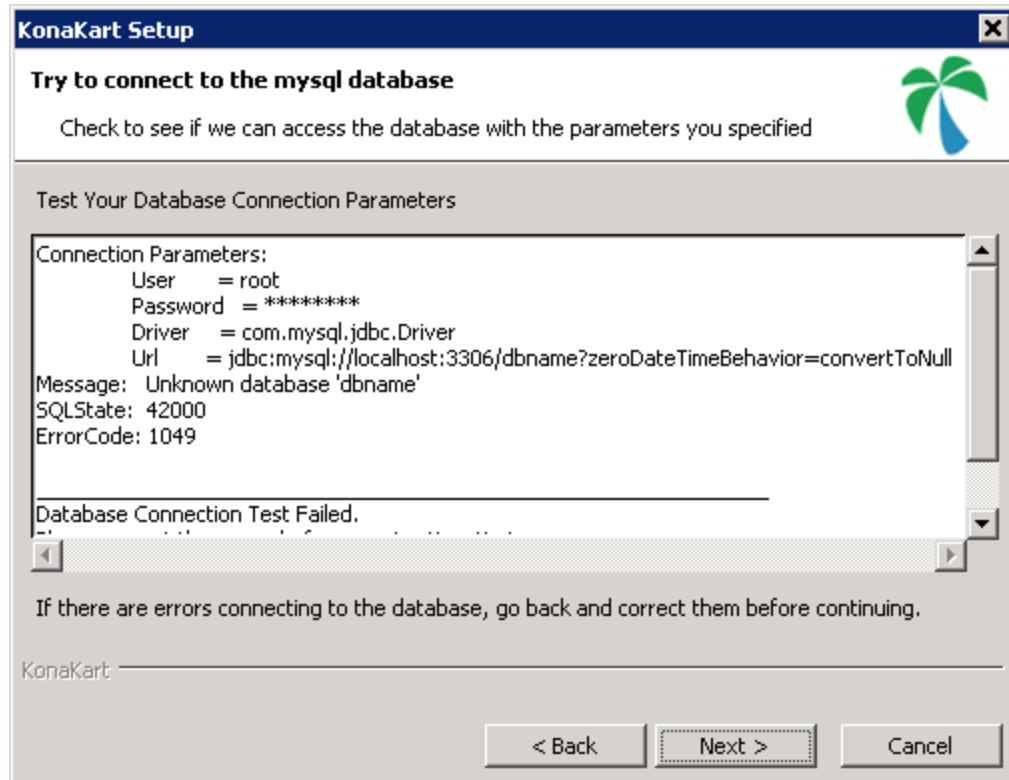 KonaKart Setup
Try to connect to the mysql database
Check to see if we can access the database with the parameters you specified
Test Your Database Connection Parameters
Connection Parameters:
User = root
Password = ********
Driver = com.mysql.jdbc.Driver
Url = jdbc:mysql://localhost:3306/dbname?zeroDateTimeBehavior=convertToNull
Message: Unknown database 'dbname'
SQLState: 42000
ErrorCode: 1049
Database Connection Test Failed.
If there are errors connecting to the database, go back and correct them before continuing.
KonaKart
< Back
Next >
Cancel